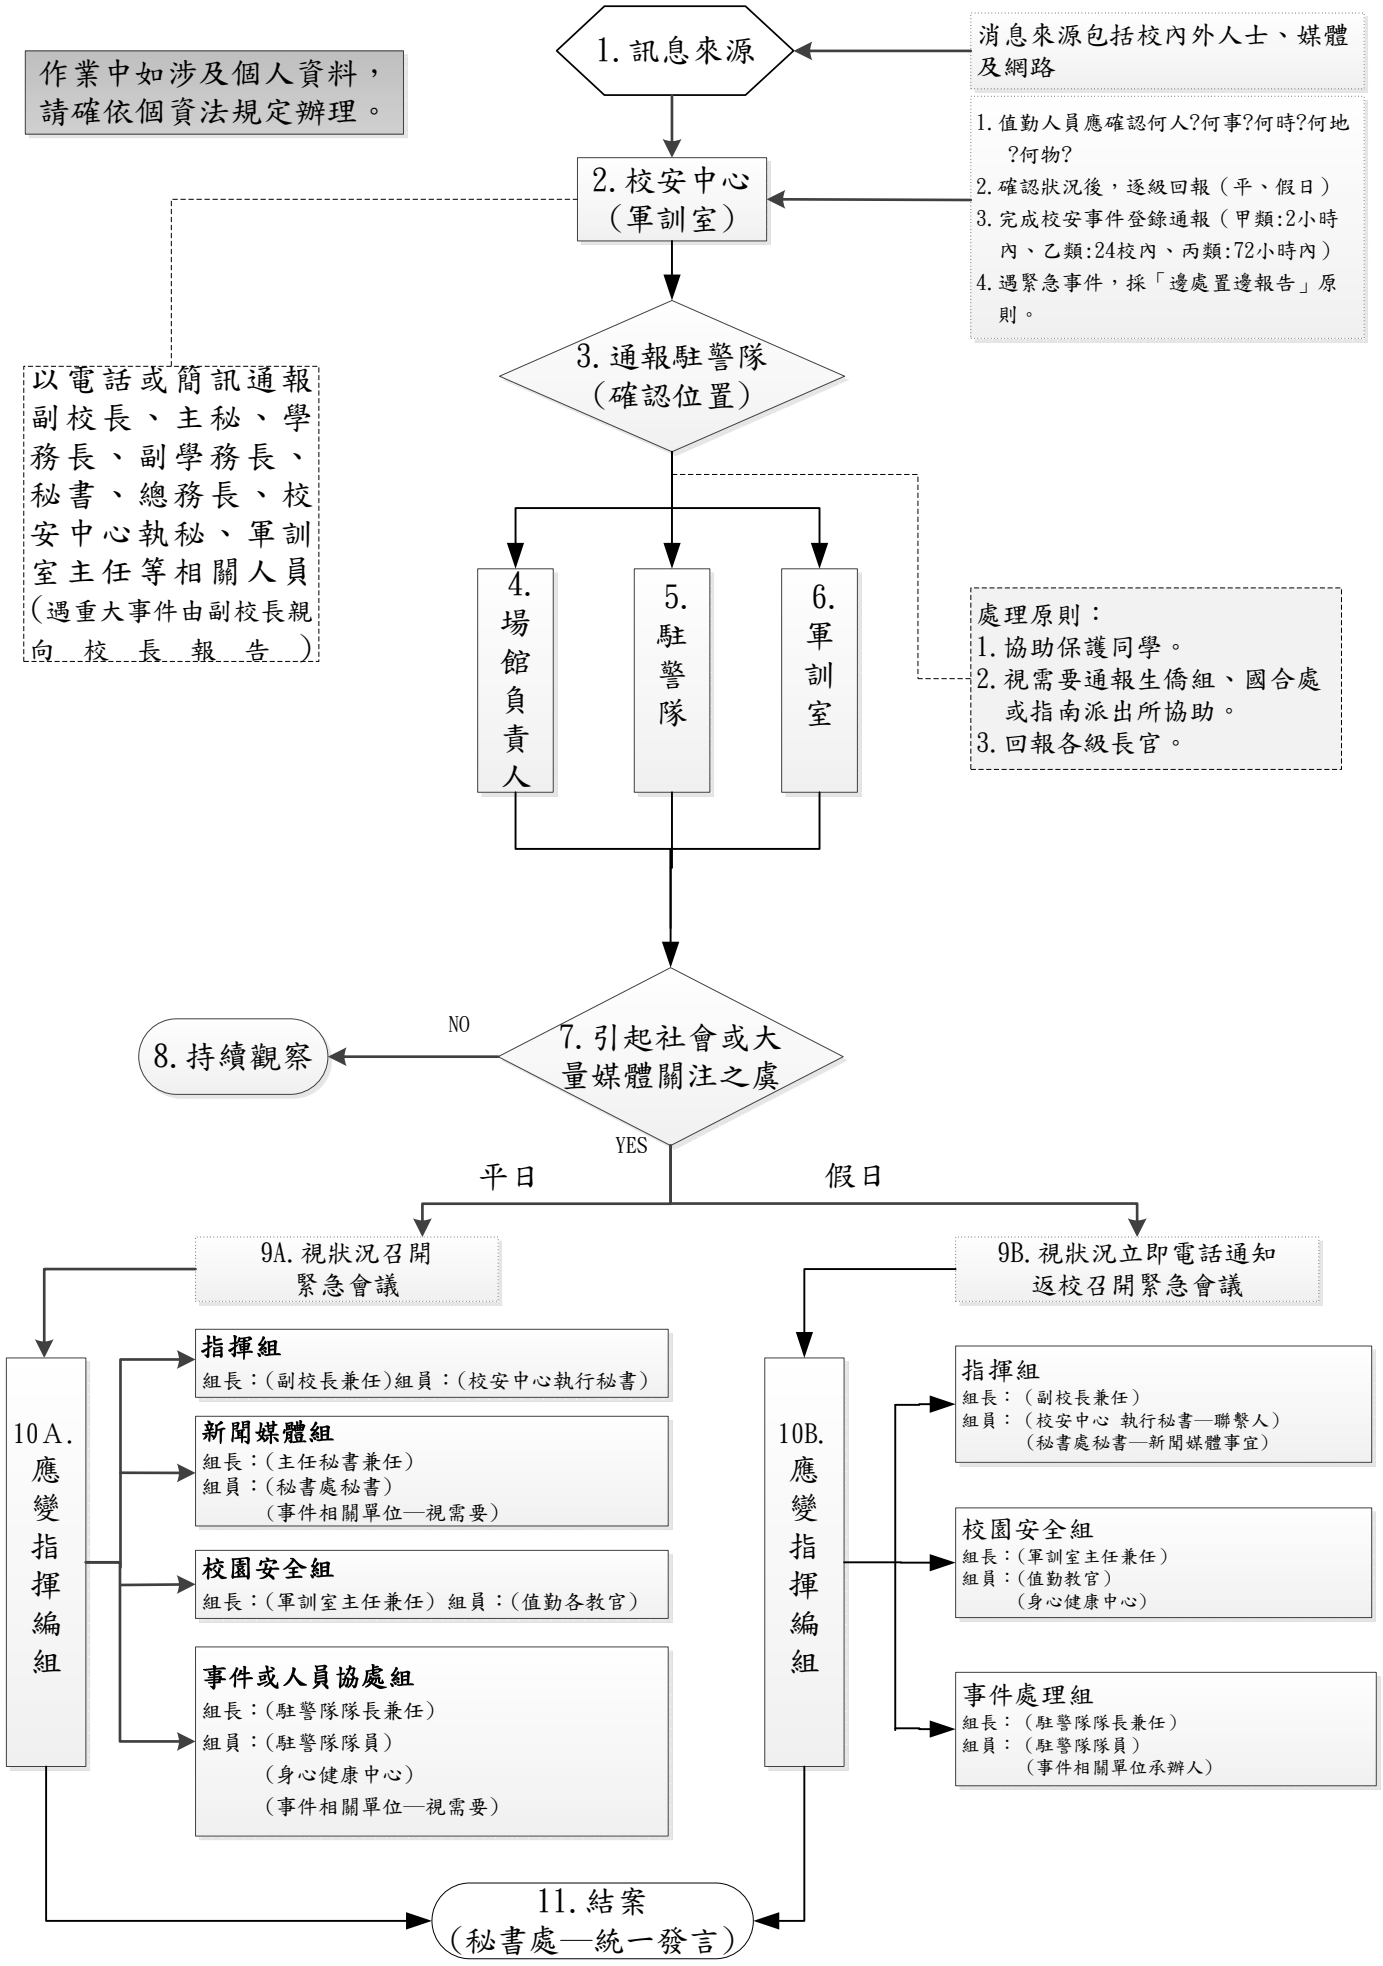 1.訊息來源
消息來源包括校內外人士、媒體
及網路
作業中如涉及個人資料，
請確依個資法規定辦理。
1.值勤人員應確認何人?何事?何時?何地
?何物?
2.確認狀況後，逐級回報（平、假日）
3.完成校安事件登錄通報（甲類:2小時
內、乙類:24校內、丙類:72小時內）
4.遇緊急事件，採「邊處置邊報告」原
則。
2.校安中心
（軍訓室）
3.通報駐警隊
（確認位置）
以電話或簡訊通報
副校長、主秘、學
務長、副學務長、
秘書、總務長、校
安中心執秘、軍訓
室主任等相關人員
（遇重大事件由副校長親
向校長報告）
4.
場
館
負
責
人
5.
駐
警
隊
6.
軍
訓
室
處理原則：
1.協助保護同學。
2.視需要通報生僑組、國合處
或指南派出所協助。
3.回報各級長官。
7.引起社會或大
量媒體關注之虞
NO
8.持續觀察
YES
平日
假日
9A.視狀況召開
緊急會議
9B.視狀況立即電話通知
返校召開緊急會議
10A.
應
變
指
揮
編
組
指揮組
組長：(副校長兼任)組員：(校安中心執行秘書)
新聞媒體組
組長：(主任秘書兼任)
組員：(秘書處秘書)
(事件相關單位—視需要)
校園安全組
組長：(軍訓室主任兼任) 組員：(值勤各教官)
事件或人員協處組
組長：(駐警隊隊長兼任)
組員：(駐警隊隊員)
(身心健康中心)
(事件相關單位—視需要)
10B.
應
變
指
揮
編
組
指揮組
組長：（副校長兼任）
組員：（校安中心 執行秘書—聯繫人）
（秘書處秘書—新聞媒體事宜）
校園安全組
組長：(軍訓室主任兼任)
組員：(值勤教官)
(身心健康中心)
事件處理組
組長：（駐警隊隊長兼任）
組員：（駐警隊隊員）
（事件相關單位承辦人）
11.結案
（秘書處—統一發言）